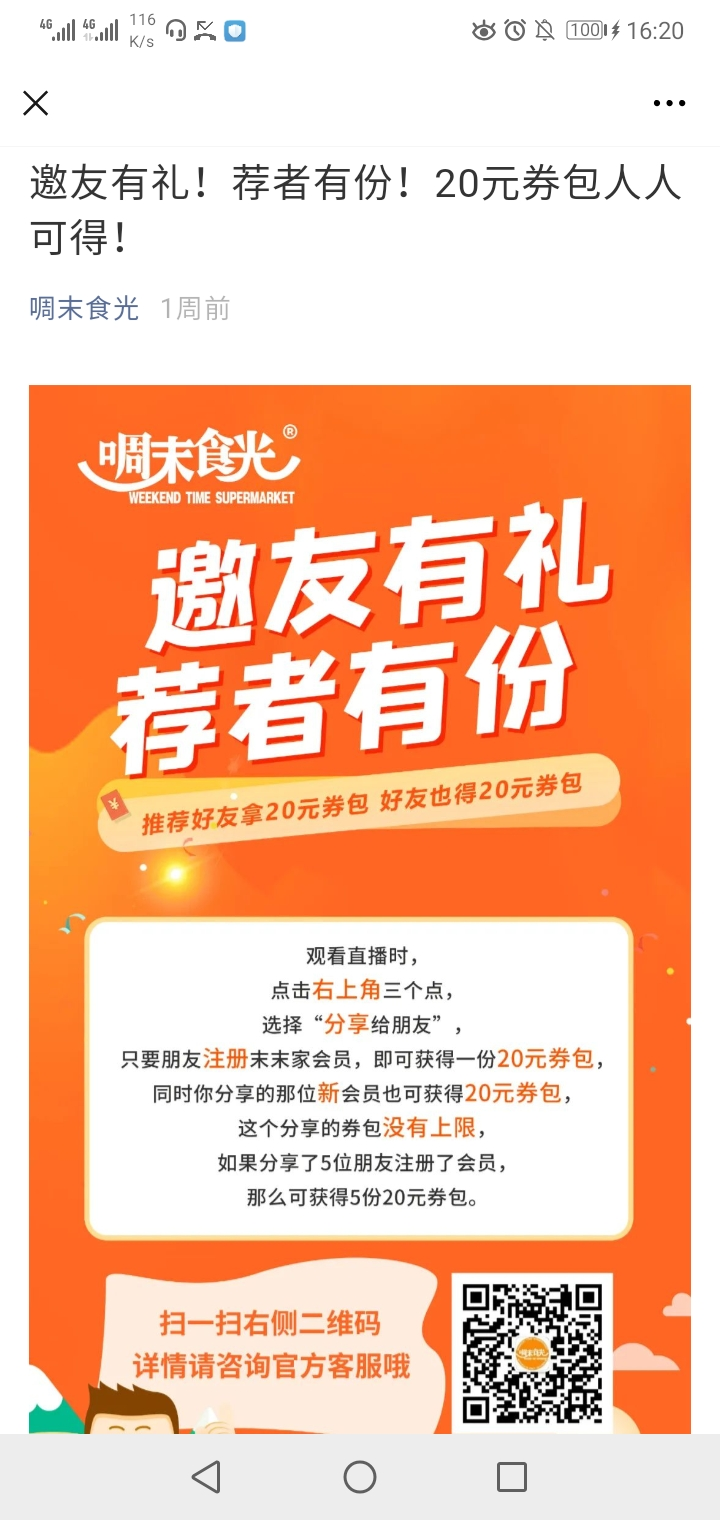 4G 4G 116 K/s 100 16:20
邀友有礼！荐者有份！20元券包人人
可得！
啁末食光 1周前
啁末食光®
WEEKEND TIME SUPERMARKET
邀友有礼
荐者有份
推荐好友拿20元券包 好友也得20元券包
观看直播时，
点击右上角三个点，
选择“分享给朋友”，
只要朋友注册末末家会员，即可获得一份20元券包，
同时你分享的那位新会员也可获得20元券包，
这个分享的券包没有上限，
如果分享了5位朋友注册了会员，
那么可获得5份20元券包。
扫一扫右侧二维码
详情请咨询官方客服哦
啁末食光